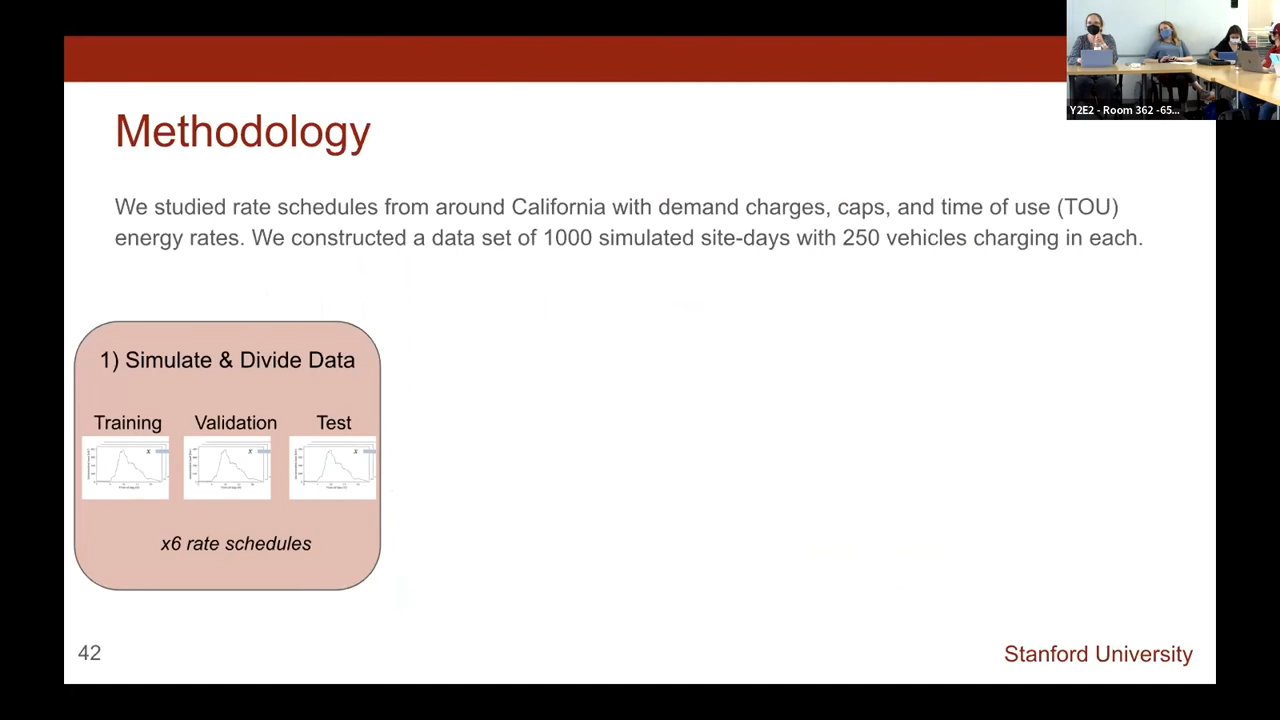 Y2E2 - Room 362 -65...
Methodology
We studied rate schedules from around California with demand charges, caps, and time of use (TOU)
energy rates. We constructed a data set of 1000 simulated site-days with 250 vehicles charging in each.
1) Simulate & Divide Data
Training Validation Test
x x x
x6 rate schedules
42
Stanford University